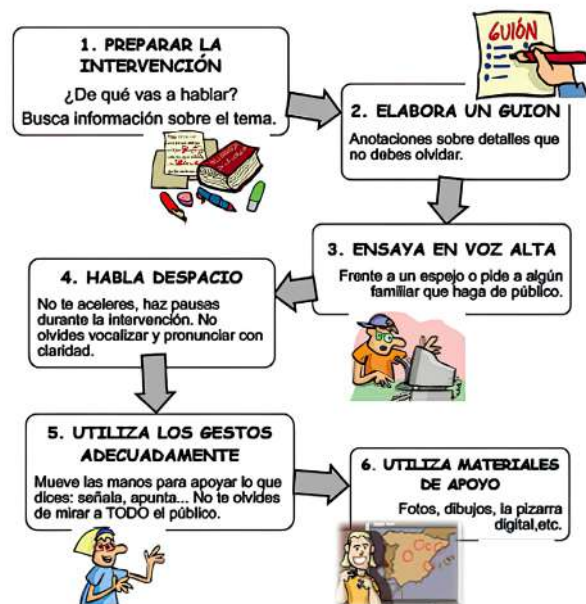 1. PREPARAR LA
INTERVENCIÓN
¿De qué vas a hablar?
Busca información sobre el tema.
GUIÓN
2. ELABORA UN GUION
Anotaciones sobre detalles que
no debes olvidar.
3. ENSAYA EN VOZ ALTA
Frente a un espejo o pide a algún
familiar que haga de público.
4. HABLA DESPACIO
No te aceleres, haz pausas
durante la intervención. No
olvides vocalizar y pronunciar con
claridad.
5. UTILIZA LOS GESTOS
ADECUADAMENTE
Mueve las manos para apoyar lo que
dices: señala, apunta... No te olvides
de mirar a TODO el público.
6. UTILIZA MATERIALES
DE APOYO
Fotos, dibujos, la pizarra
digital,etc.